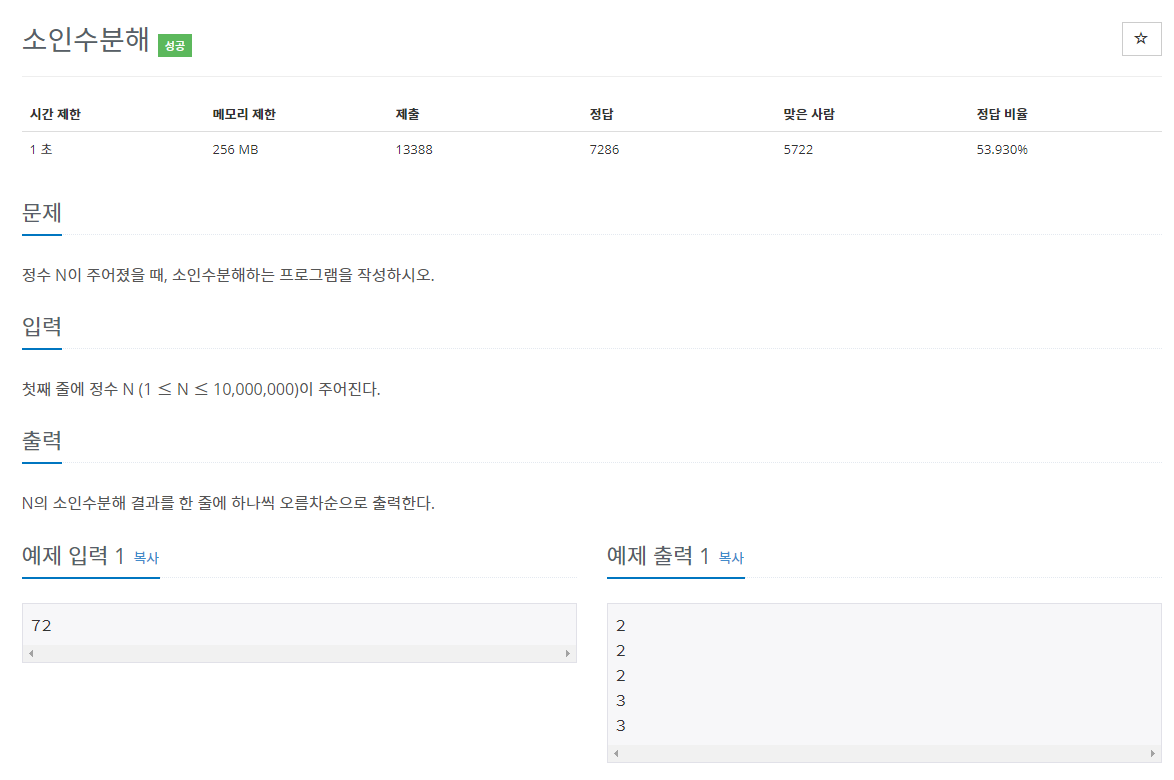 소인수분해 성공
☆
시간 제한 메모리 제한 제출 정답 맞은 사람 정답 비율
1 초 256 MB 13388 7286 5722 53.930%
문제
정수 N이 주어졌을 때, 소인수분해하는 프로그램을 작성하시오.
입력
첫째 줄에 정수 N (1 ≤ N ≤ 10,000,000)이 주어진다.
출력
N의 소인수분해 결과를 한 줄에 하나씩 오름차순으로 출력한다.
예제 입력 1 복사
72
예제 출력 1 복사
2
2
2
3
3